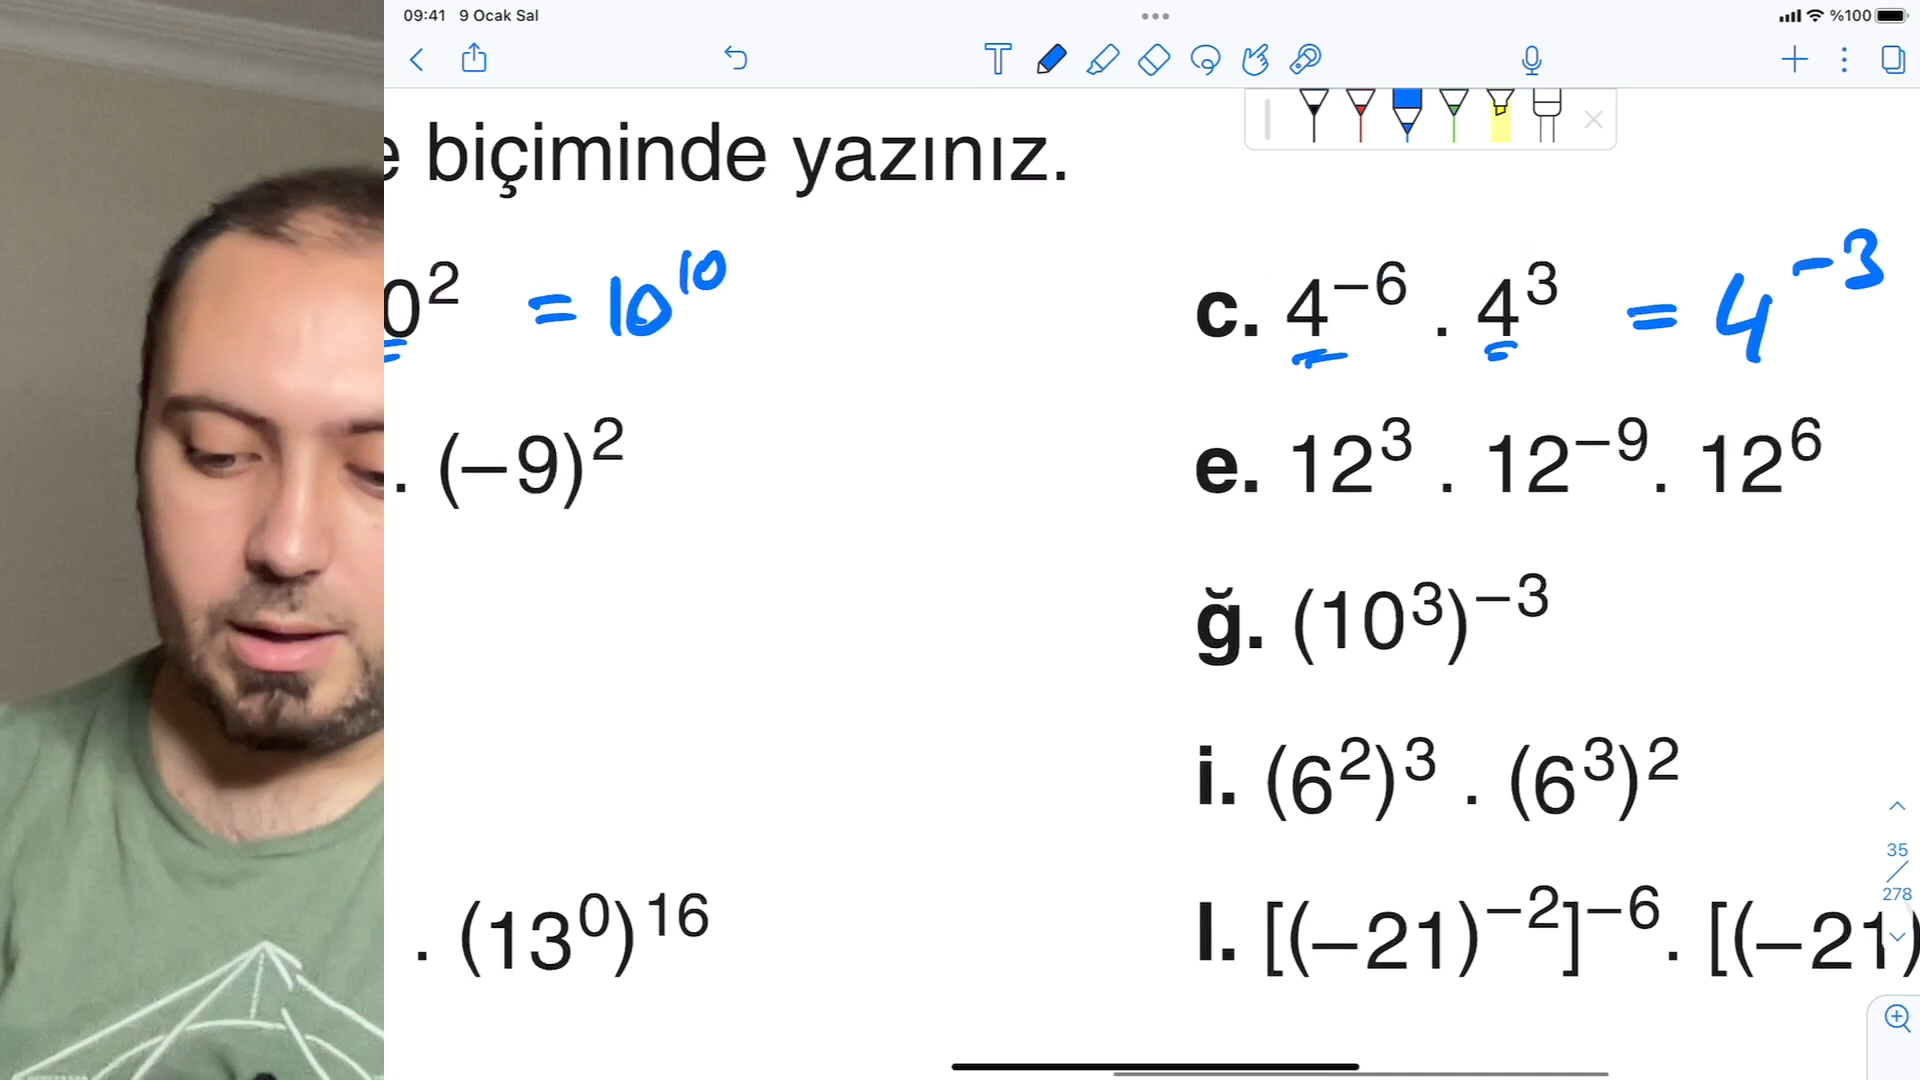 09:41 9 Ocak Sal
%100
e biçiminde yazınız.
0² = 10¹⁰
c. 4⁻⁶ . 4³ = 4⁻³
. (−9)²
e. 12³ . 12⁻⁹ . 12⁶
ğ. (10³)⁻³
i. (6²)³ . (6³)²
35
278
. (13⁰)¹⁶
l. [(−21)⁻²]⁻⁶ . [(−21)